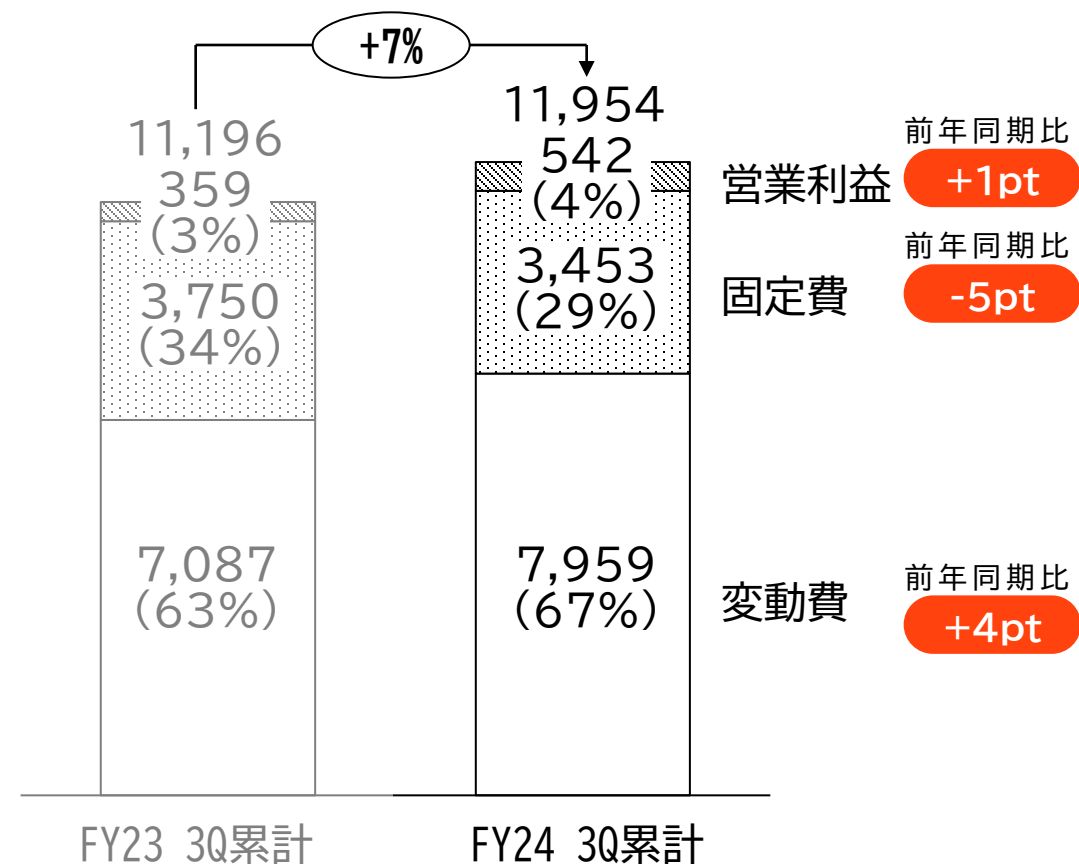 +7%
11,196
359
(3%)
3,750
(34%)
7,087
(63%)
FY23 3Q累計
11,954
542
(4%)
3,453
(29%)
7,959
(67%)
FY24 3Q累計
営業利益
前年同期比
+1pt
固定費
前年同期比
-5pt
変動費
前年同期比
+4pt